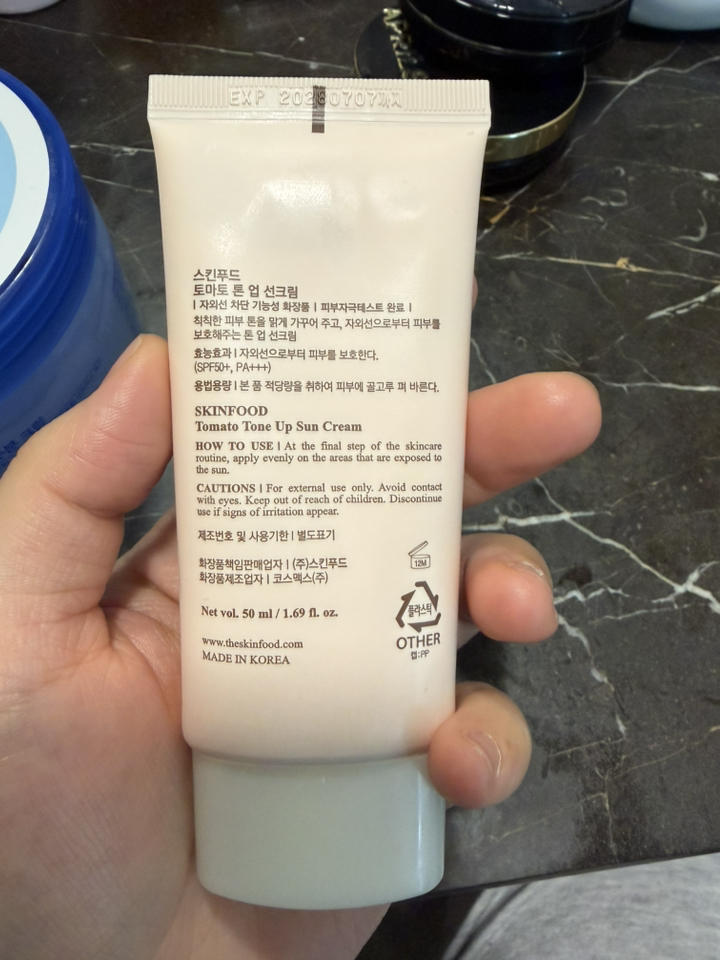 EXP 20280707까지
스킨푸드
토마토 톤 업 선크림
| 자외선 차단 기능성 화장품 | 피부자극테스트 완료 |
칙칙한 피부 톤을 맑게 가꾸어 주고, 자외선으로부터 피부를
보호해주는 톤 업 선크림
효능효과 | 자외선으로부터 피부를 보호한다.
(SPF50+, PA+++)
용법용량 | 본 품 적당량을 취하여 피부에 골고루 펴 바른다.
SKINFOOD
Tomato Tone Up Sun Cream
HOW TO USE | At the final step of the skincare
routine, apply evenly on the areas that are exposed to
the sun.
CAUTIONS | For external use only. Avoid contact
with eyes. Keep out of reach of children. Discontinue
use if signs of irritation appear.
제조번호 및 사용기한 | 별도표기
화장품책임판매업자 | (주)스킨푸드
화장품제조업자 | 코스맥스(주)
12M
플라스틱
OTHER
캡:PP
Net vol. 50 ml / 1.69 fl. oz.
www.theskinfood.com
MADE IN KOREA